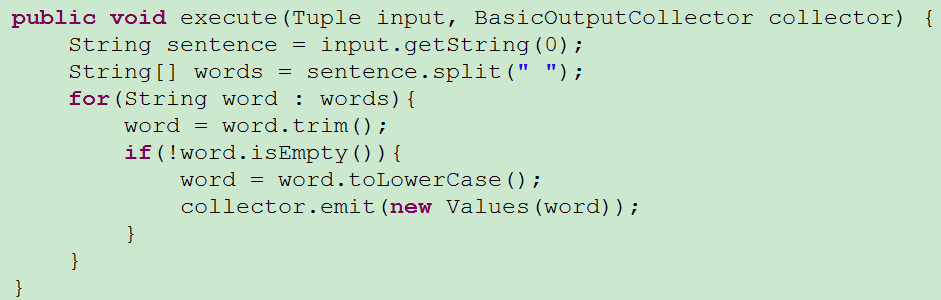 public void execute(Tuple input, BasicOutputCollector collector) {
    String sentence = input.getString(0);
    String[] words = sentence.split(" ");
    for(String word : words){
        word = word.trim();
        if(!word.isEmpty()){
            word = word.toLowerCase();
            collector.emit(new Values(word));
        }
    }
}